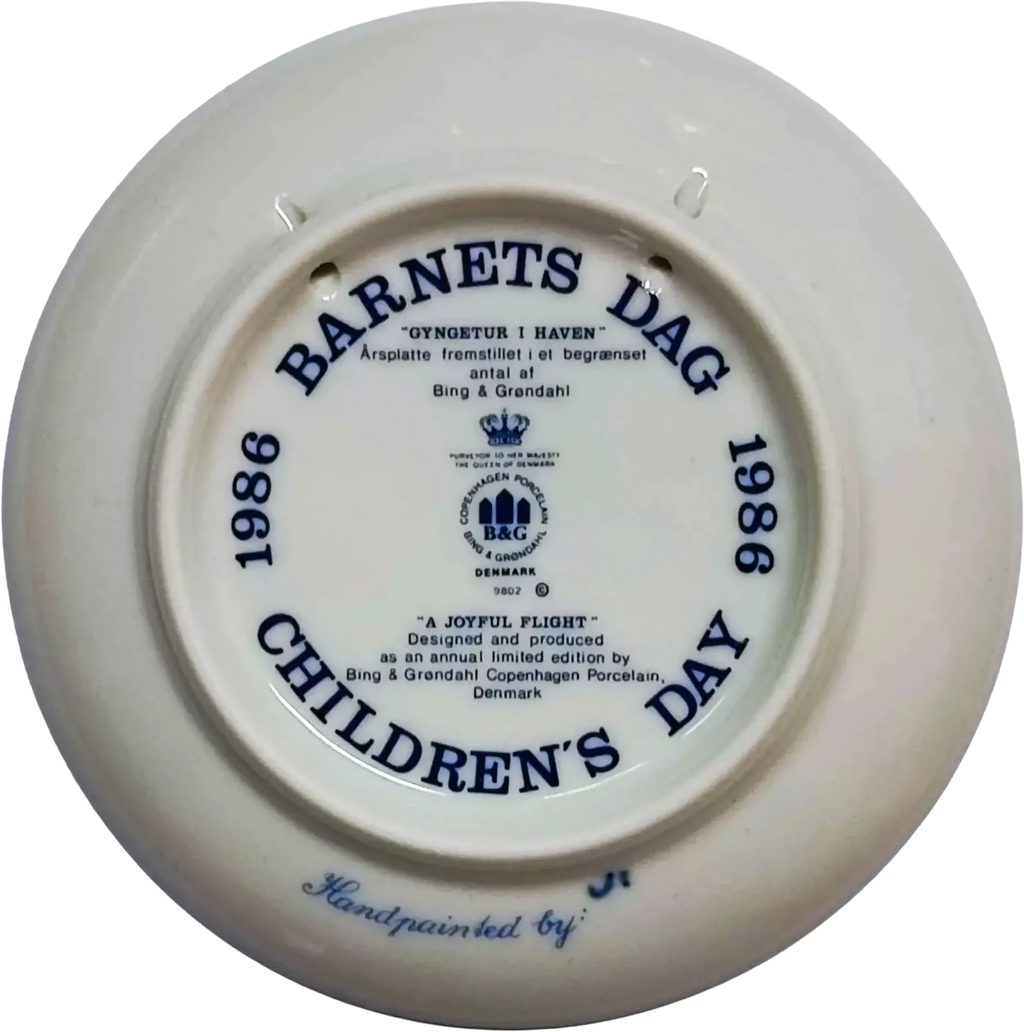 BARNETS DAG
1986
1986
"GYNGETUR I HAVEN"
Årsplatte fremstillet i et begrænset
antal af
Bing & Grøndahl
PURVEYOR TO HER MAJESTY
THE QUEEN OF DENMARK
COPENHAGEN PORCELAIN
B&G
BING & GRØNDAHL
DENMARK
9802 ©
"A JOYFUL FLIGHT"
Designed and produced
as an annual limited edition by
Bing & Grøndahl Copenhagen Porcelain,
Denmark
CHILDREN'S DAY
Handpainted by: